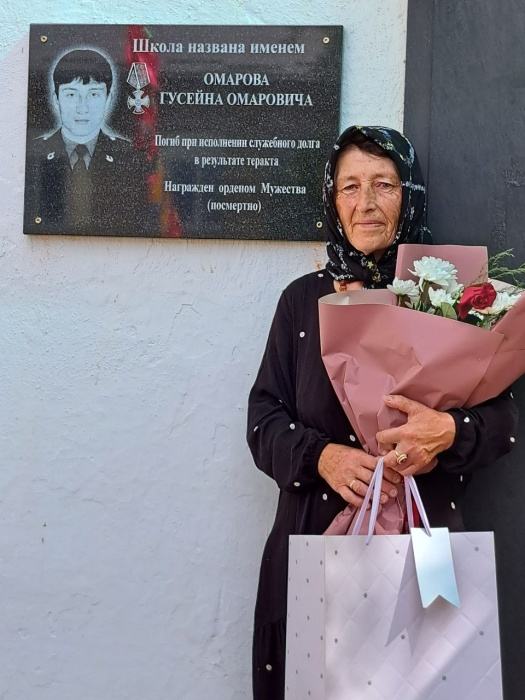 Школа названа именем
ОМАРОВА
ГУСЕЙНА ОМАРОВИЧА
Погиб при исполнении служебного долга
в результате теракта
Награжден орденом Мужества
(посмертно)